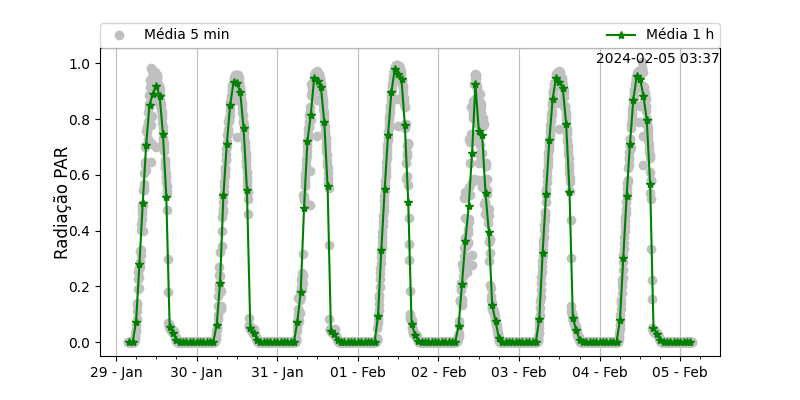 Média 5 min
Média 1 h
2024-02-05 03:37
Radiação PAR
1.0
0.8
0.6
0.4
0.2
0.0
29 - Jan
30 - Jan
31 - Jan
01 - Feb
02 - Feb
03 - Feb
04 - Feb
05 - Feb